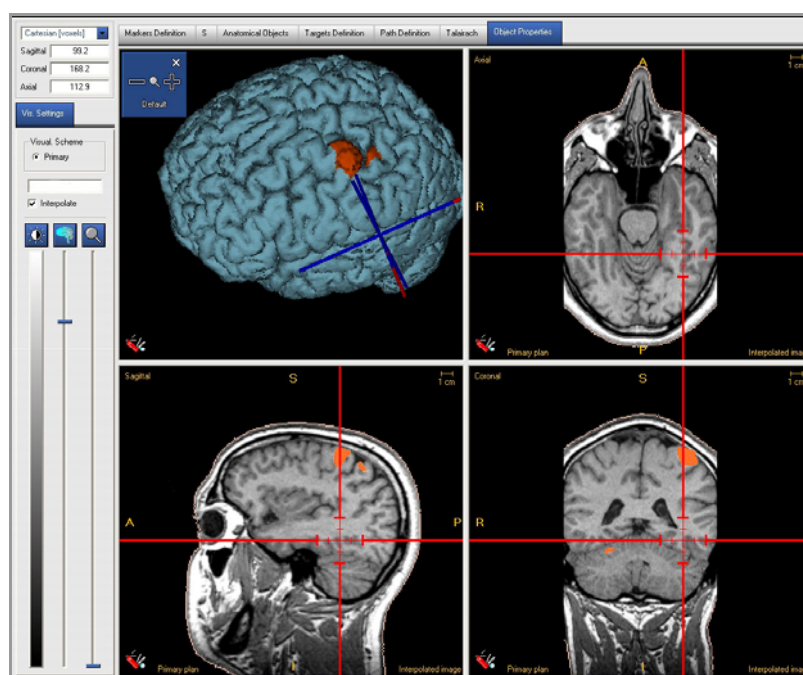 Cartesian [voxels]
Sagittal 99.2
Coronal 168.2
Axial 112.9
Vis. Settings
Visual. Scheme
Primary
Interpolate
Markers Definition S Anatomical Objects Targets Definition Path Definition Talairach Object Properties
Default
Axial
A
1 cm
R
P
Primary plan
Interpolated ima
Sagittal
S
1 cm
A
P
Primary plan
Interpolated image
Coronal
S
1 cm
R
Primary plan
Interpolated ima